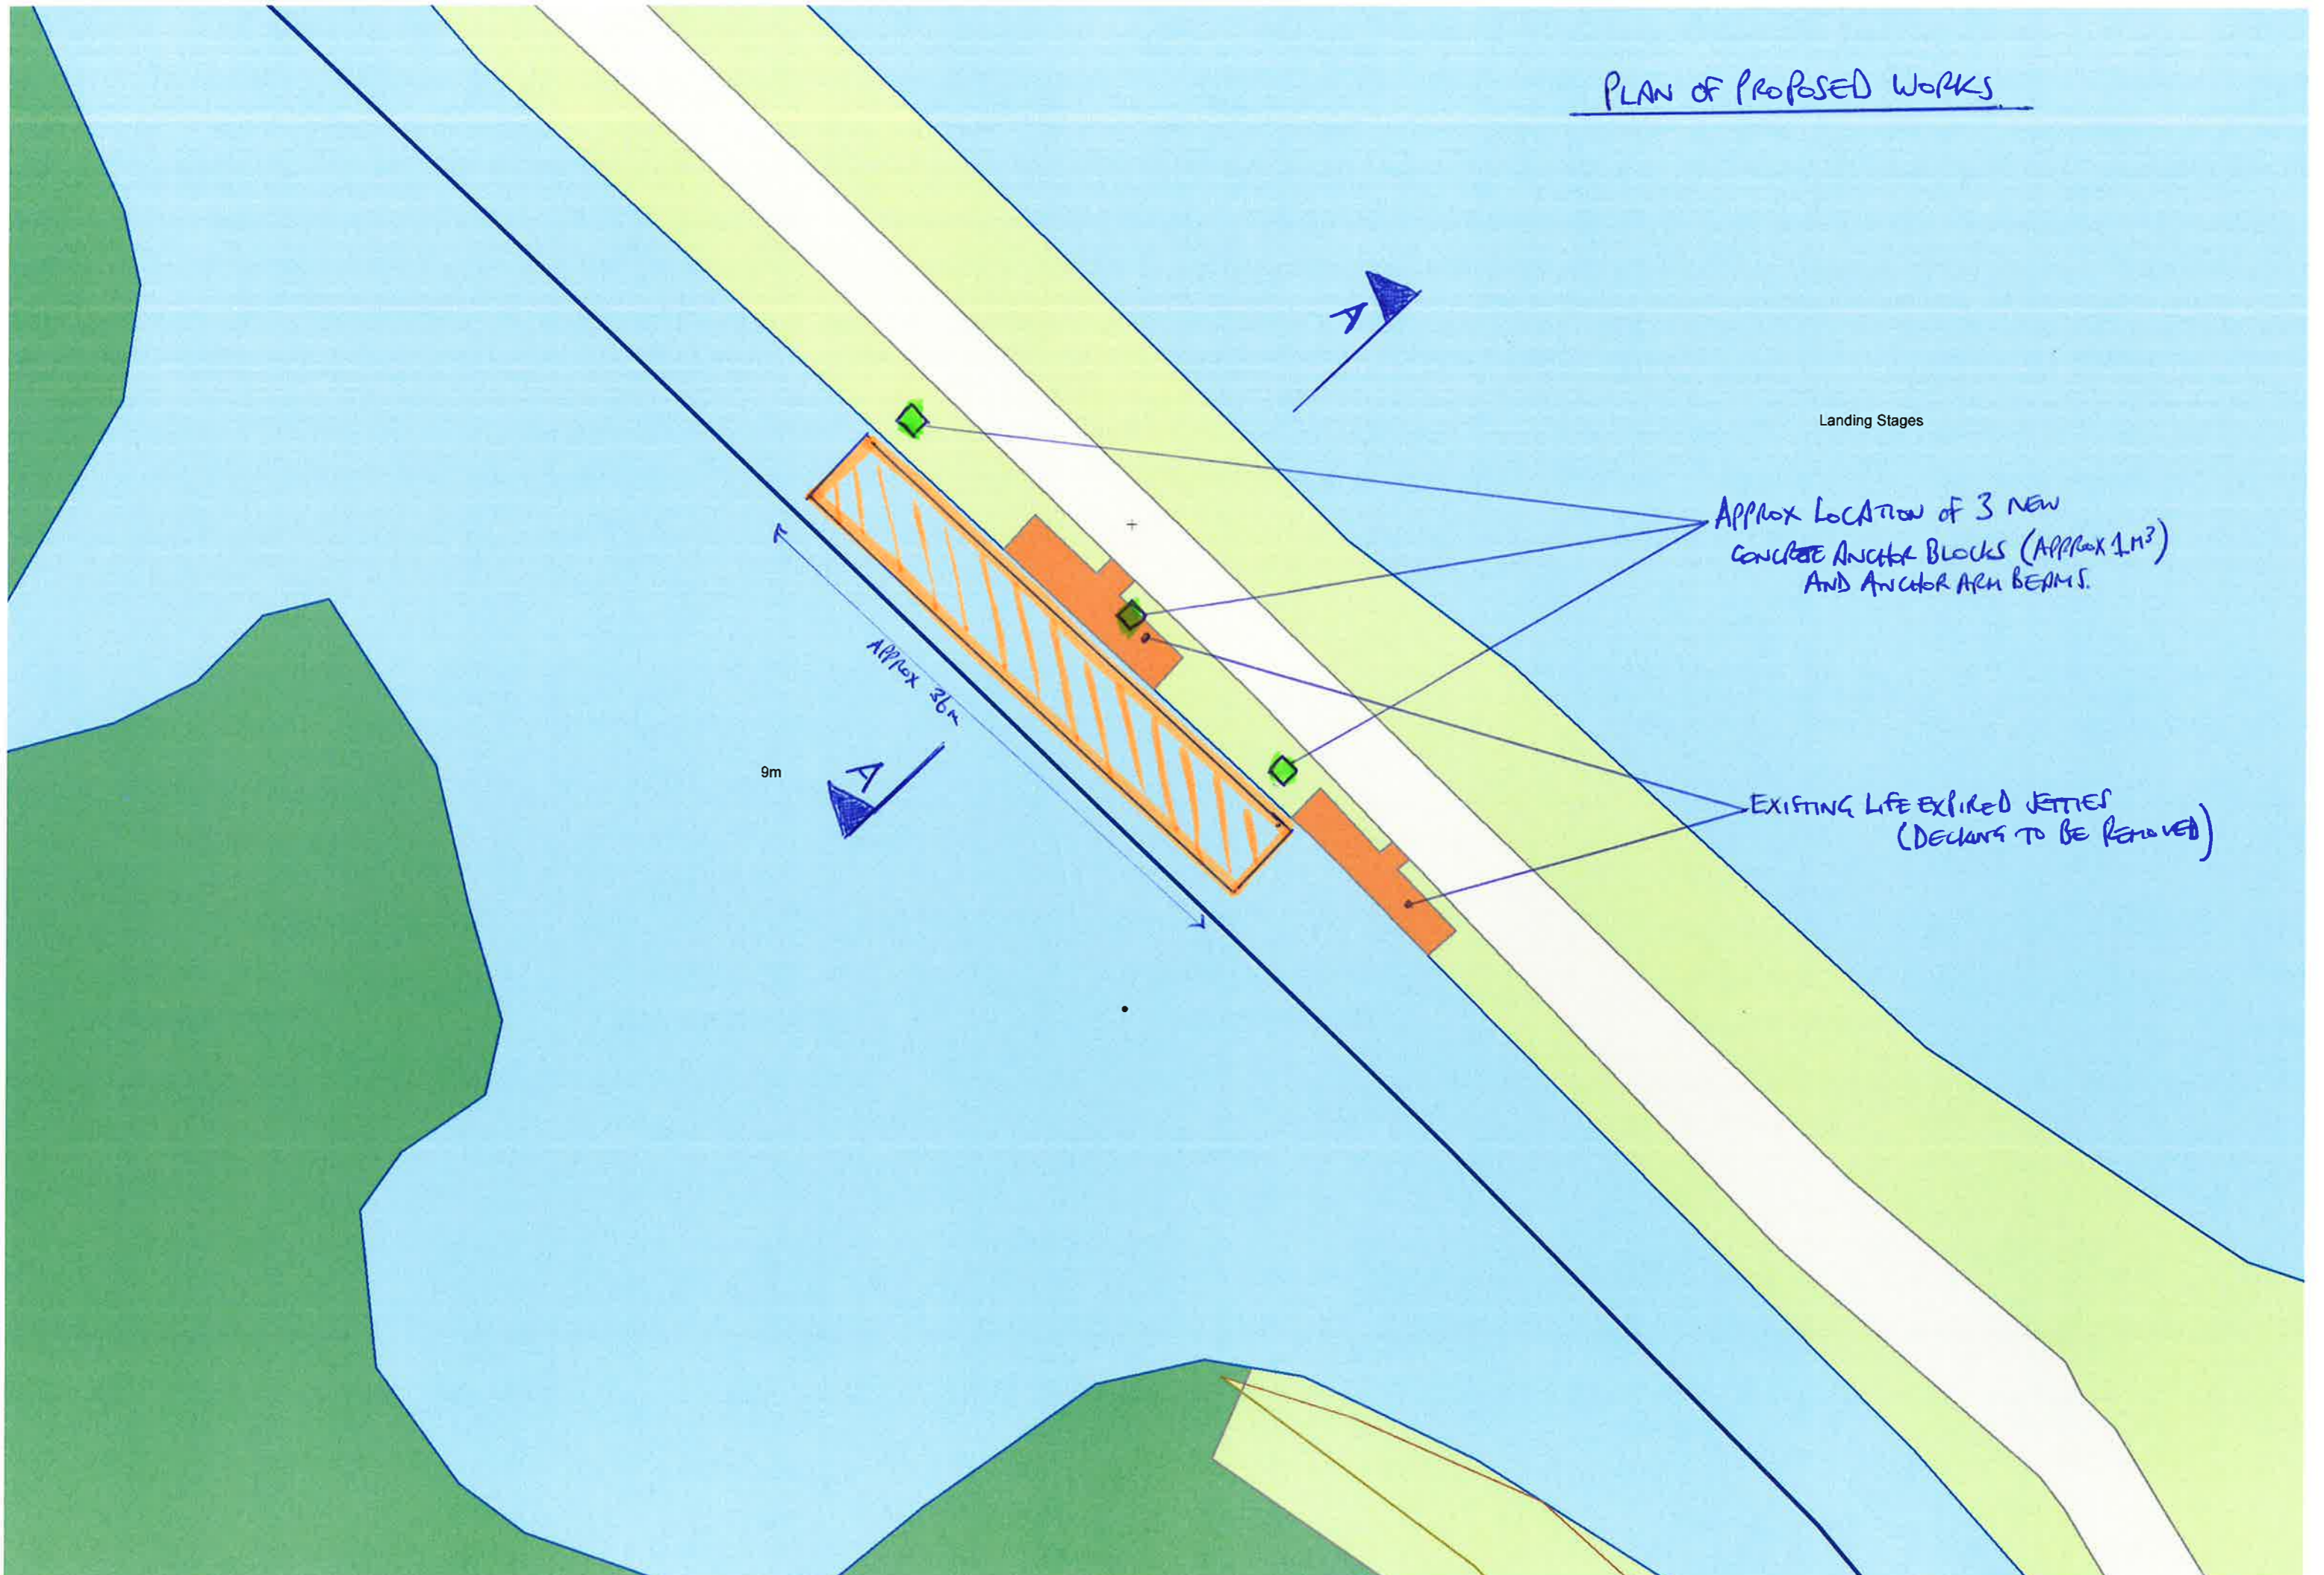 PLAN OF PROPOSED WORKS.
A
Landing Stages
APPROX LOCATION OF 3 NEW
CONCRETE ANCHOR BLOCKS (APPROX 1M³)
AND ANCHOR ARM BEAMS.
APPROX 36m
9m
A
EXISTING LIFE EXPIRED JETTIES
(DECKING TO BE REMOVED)